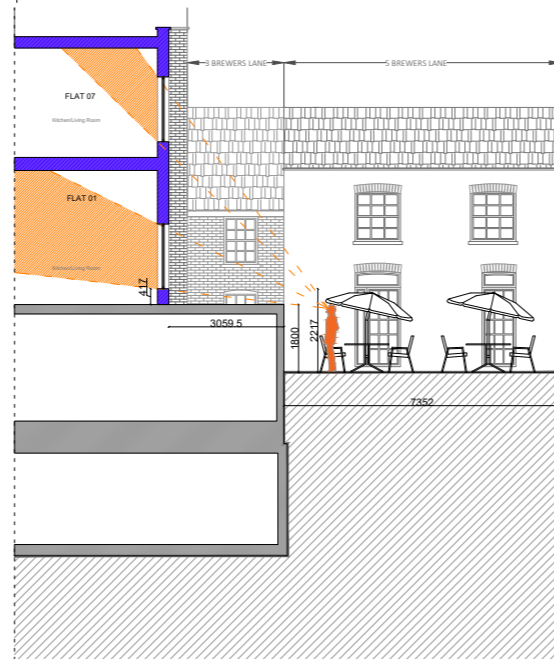 3 BREWERS LANE
5 BREWERS LANE
FLAT 07
Kitchen/Living Room
FLAT 01
Kitchen/Living Room
417
3059.5
1800
2217
7352